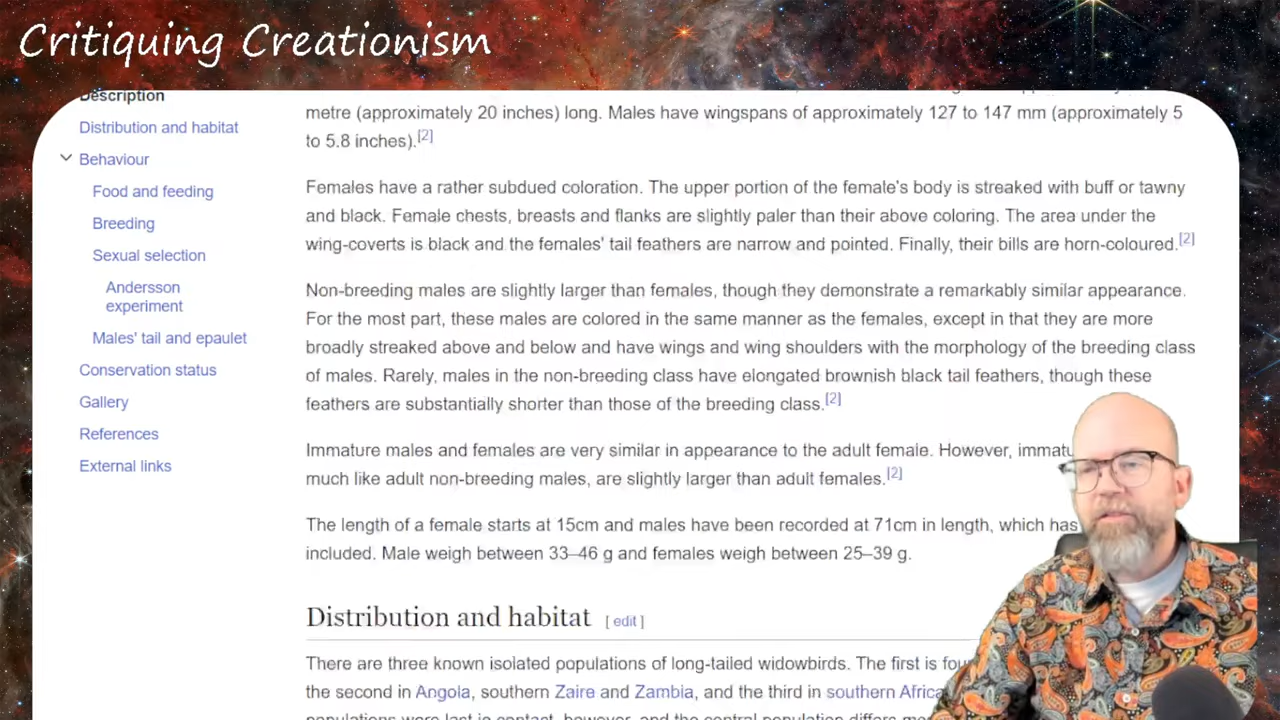 Critiquing Creationism
Description
Distribution and habitat
Behaviour
Food and feeding
Breeding
Sexual selection
Andersson
experiment
Males' tail and epaulet
Conservation status
Gallery
References
External links
metre (approximately 20 inches) long. Males have wingspans of approximately 127 to 147 mm (approximately 5
to 5.8 inches).[2]
Females have a rather subdued coloration. The upper portion of the female's body is streaked with buff or tawny
and black. Female chests, breasts and flanks are slightly paler than their above coloring. The area under the
wing-coverts is black and the females' tail feathers are narrow and pointed. Finally, their bills are horn-coloured.[2]
Non-breeding males are slightly larger than females, though they demonstrate a remarkably similar appearance.
For the most part, these males are colored in the same manner as the females, except in that they are more
broadly streaked above and below and have wings and wing shoulders with the morphology of the breeding class
of males. Rarely, males in the non-breeding class have elongated brownish black tail feathers, though these
feathers are substantially shorter than those of the breeding class.[2]
Immature males and females are very similar in appearance to the adult female. However,
much like adult non-breeding males, are slightly larger than adult females.[2]
The length of a female starts at 15cm and males have been recorded at 71cm in length, which has
included. Male weigh between 33–46 g and females weigh between 25–39 g.
Distribution and habitat [ edit ]
There are three known isolated populations of long-tailed widowbirds. The first is
the second in Angola, southern Zaire and Zambia, and the third in southern Africa